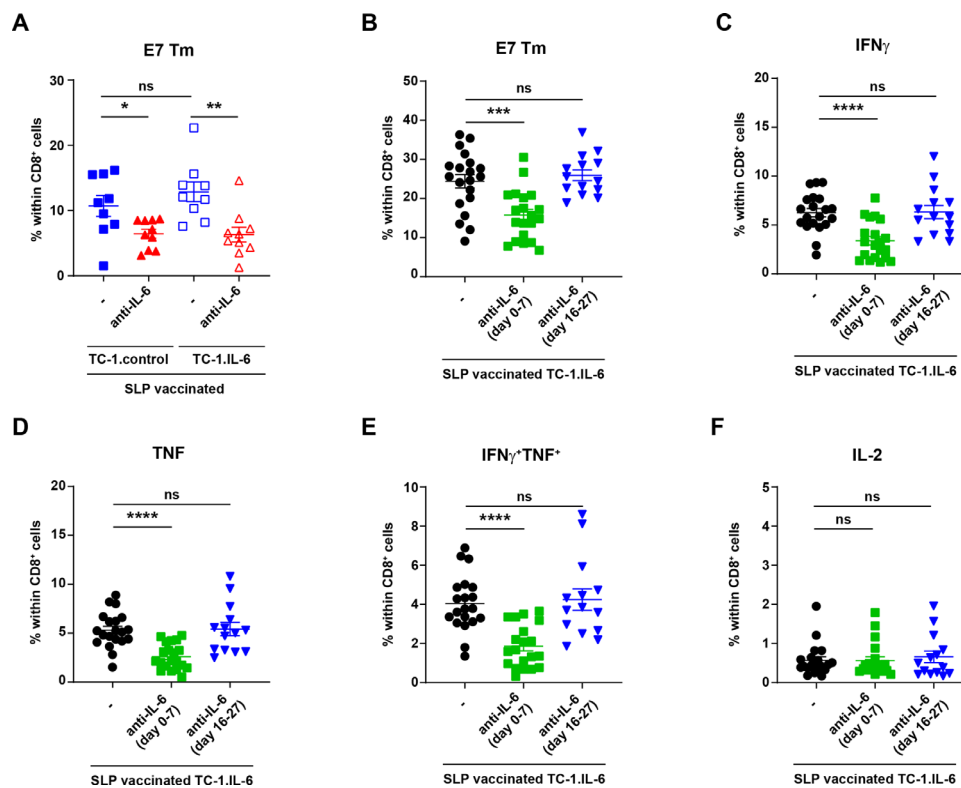 A
E7 Tm
% within CD8⁺ cells
30
20
10
0
ns
*
**
-
anti-IL-6
-
anti-IL-6
TC-1.control
TC-1.IL-6
SLP vaccinated
B
E7 Tm
% within CD8⁺ cells
50
40
30
20
10
0
ns
***
-
anti-IL-6
(day 0-7)
anti-IL-6
(day 16-27)
SLP vaccinated TC-1.IL-6
C
IFNγ
% within CD8⁺ cells
20
15
10
5
0
ns
****
-
anti-IL-6
(day 0-7)
anti-IL-6
(day 16-27)
SLP vaccinated TC-1.IL-6
D
TNF
% within CD8⁺ cells
20
15
10
5
0
ns
****
-
anti-IL-6
(day 0-7)
anti-IL-6
(day 16-27)
SLP vaccinated TC-1.IL-6
E
IFNγ⁺TNF⁺
% within CD8⁺ cells
10
8
6
4
2
0
ns
****
-
anti-IL-6
(day 0-7)
anti-IL-6
(day 16-27)
SLP vaccinated TC-1.IL-6
F
IL-2
% within CD8⁺ cells
5
4
3
2
1
0
ns
ns
-
anti-IL-6
(day 0-7)
anti-IL-6
(day 16-27)
SLP vaccinated TC-1.IL-6